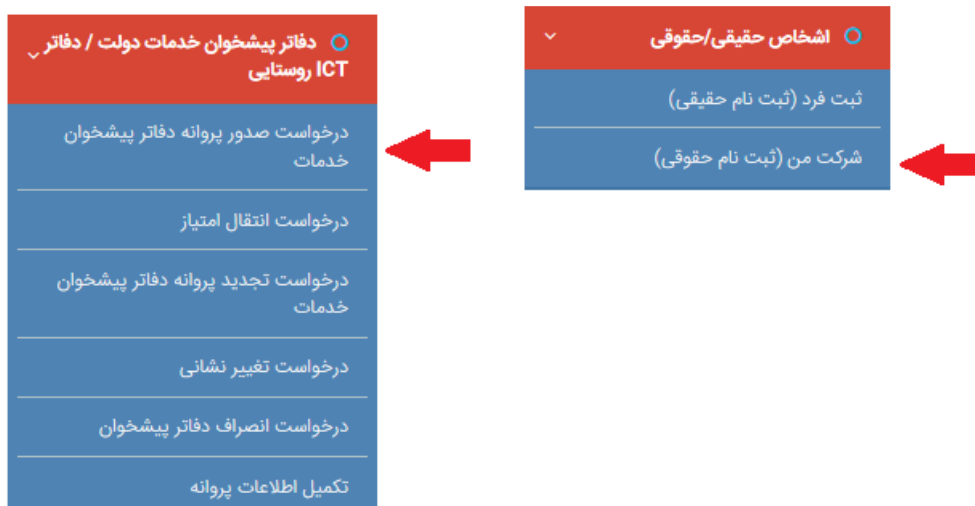 اشخاص حقیقی/حقوقی
ثبت فرد (ثبت نام حقیقی)
شرکت من (ثبت نام حقوقی)
دفاتر پیشخوان خدمات دولت / دفاتر
ICT روستایی
درخواست صدور پروانه دفاتر پیشخوان
خدمات
درخواست انتقال امتیاز
درخواست تجدید پروانه دفاتر پیشخوان
خدمات
درخواست تغییر نشانی
درخواست انصراف دفاتر پیشخوان
تکمیل اطلاعات پروانه